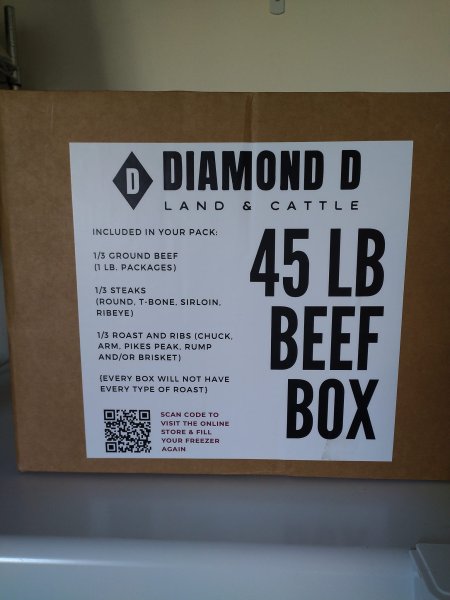 D
DIAMOND D
LAND & CATTLE
INCLUDED IN YOUR PACK:
1/3 GROUND BEEF
(1 LB. PACKAGES)
1/3 STEAKS
(ROUND, T-BONE, SIRLOIN,
RIBEYE)
1/3 ROAST AND RIBS (CHUCK,
ARM, PIKES PEAK, RUMP
AND/OR BRISKET)
(EVERY BOX WILL NOT HAVE
EVERY TYPE OF ROAST)
SCAN CODE TO
VISIT THE ONLINE
STORE & FILL
YOUR FREEZER
AGAIN
45 LB
BEEF
BOX